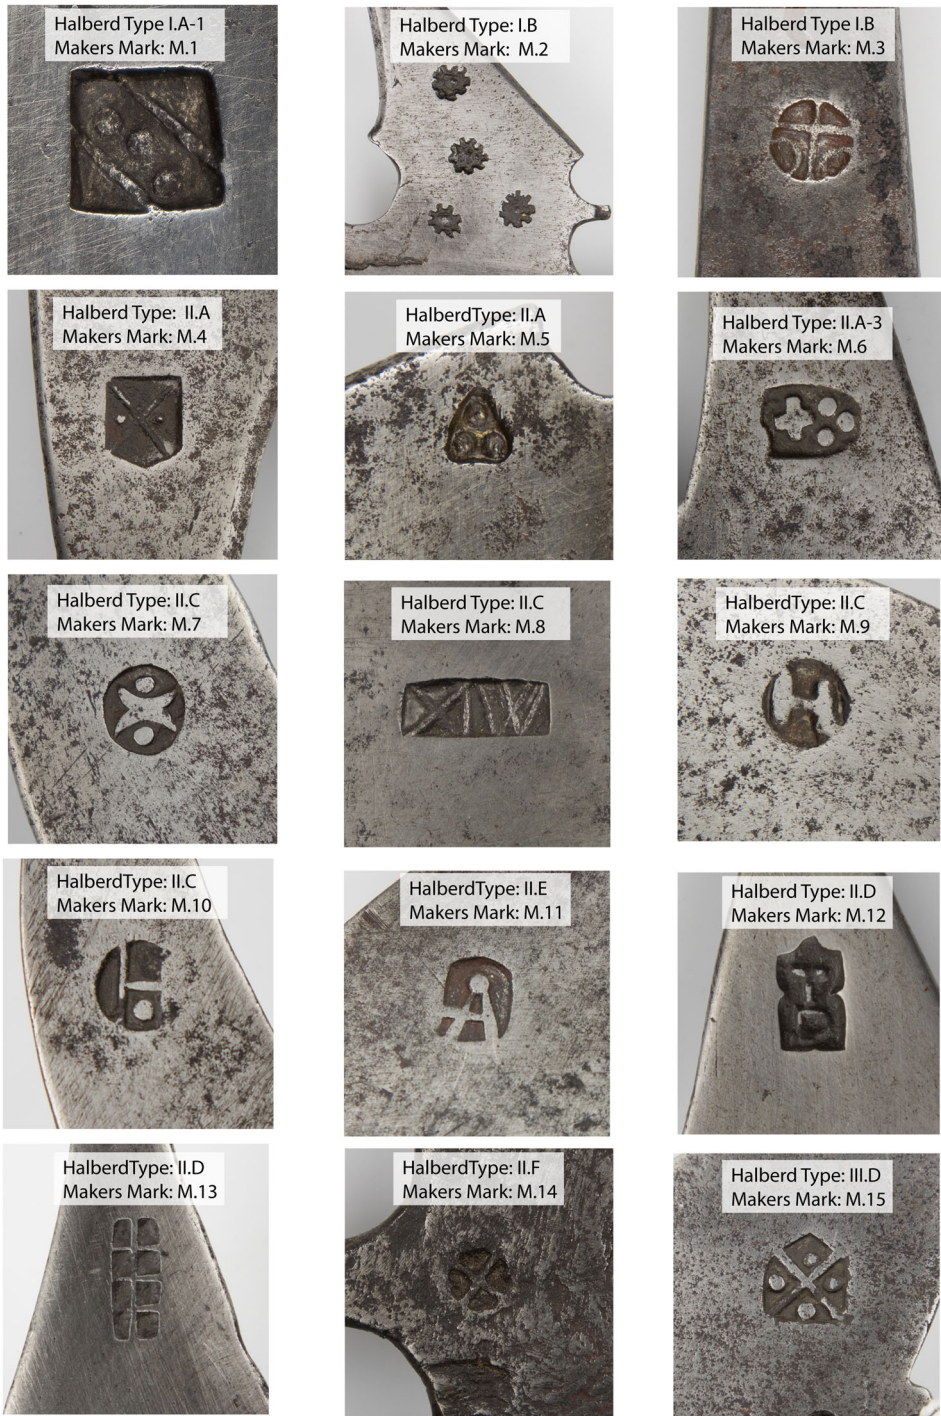 Halberd Type I.A-1
Makers Mark: M.1
Halberd Type I.B
Makers Mark: M.2
Halberd Type I.B
Makers Mark: M.3
Halberd Type: II.A
Makers Mark: M.4
HalberdType: II.A
Makers Mark: M.5
Halberd Type: II.A-3
Makers Mark: M.6
Halberd Type: II.C
Makers Mark: M.7
Halberd Type: II.C
Makers Mark: M.8
HalberdType: II.C
Makers Mark: M.9
HalberdType: II.C
Makers Mark: M.10
HalberdType: II.E
Makers Mark: M.11
Halberd Type: II.D
Makers Mark: M.12
HalberdType: II.D
Makers Mark: M.13
HalberdType: II.F
Makers Mark: M.14
Halberd Type: III.D
Makers Mark: M.15